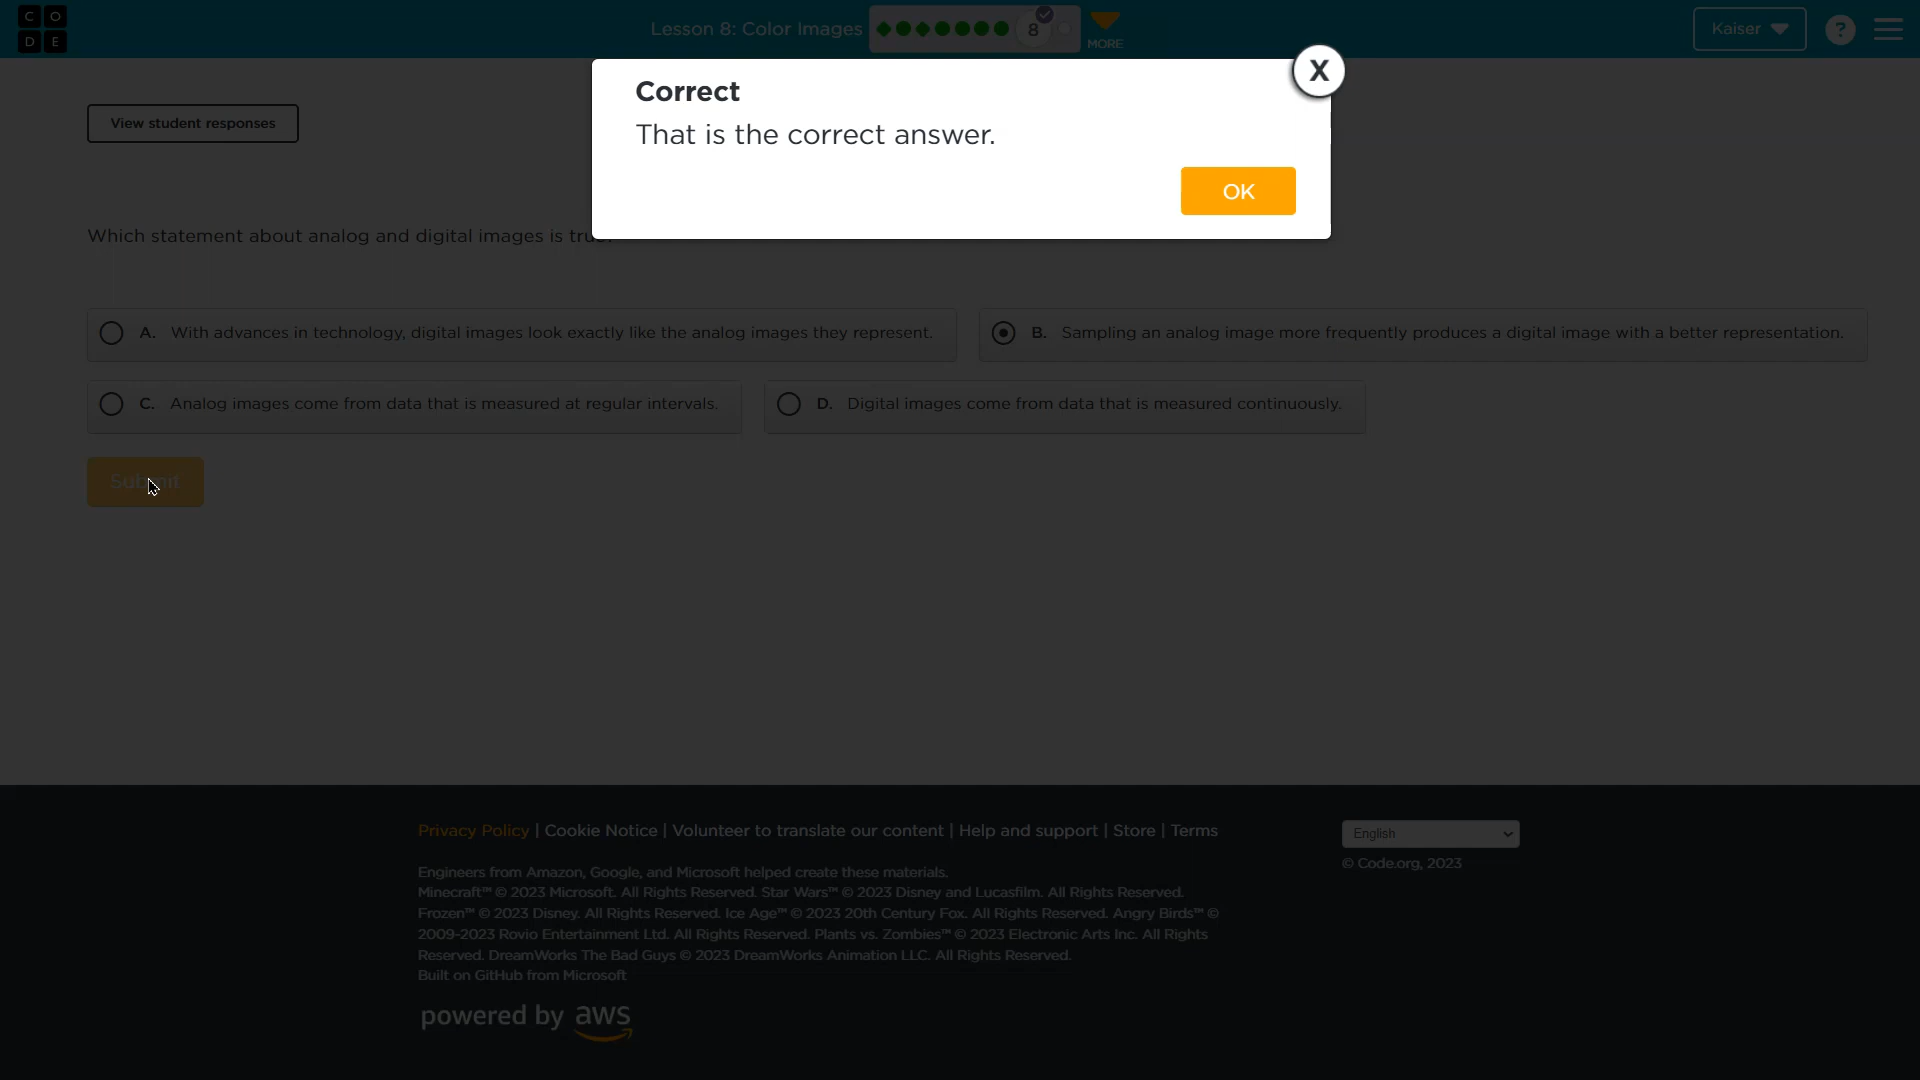 C O
D E
Lesson 8: Color Images
8
MORE
Kaiser
?
Correct
X
That is the correct answer.
OK
View student responses
Which statement about analog and digital images is true?
A. With advances in technology, digital images look exactly like the analog images they represent.
B. Sampling an analog image more frequently produces a digital image with a better representation.
C. Analog images come from data that is measured at regular intervals.
D. Digital images come from data that is measured continuously.
Submit
Privacy Policy | Cookie Notice | Volunteer to translate our content | Help and support | Store | Terms
English
© Code.org, 2023
Engineers from Amazon, Google, and Microsoft helped create these materials.
Minecraft™ © 2023 Microsoft. All Rights Reserved. Star Wars™ © 2023 Disney and Lucasfilm. All Rights Reserved.
Frozen™ © 2023 Disney. All Rights Reserved. Ice Age™ © 2023 20th Century Fox. All Rights Reserved. Angry Birds™ ©
2009-2023 Rovio Entertainment Ltd. All Rights Reserved. Plants vs. Zombies™ © 2023 Electronic Arts Inc. All Rights
Reserved. DreamWorks The Bad Guys © 2023 DreamWorks Animation LLC. All Rights Reserved.
Built on GitHub from Microsoft
powered by aws